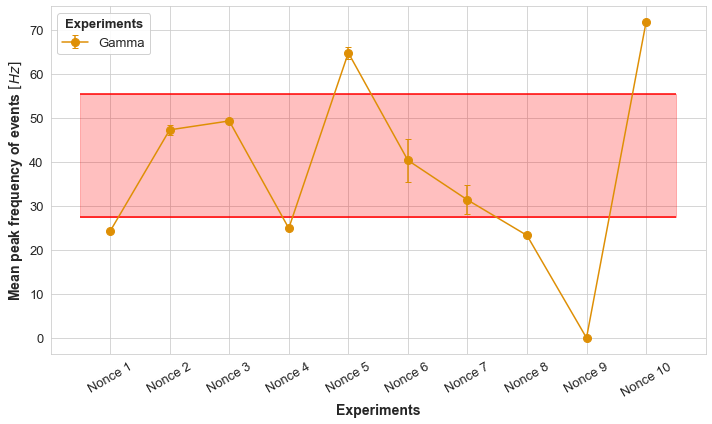 Experiments
Gamma
Mean peak frequency of events [Hz]
70
60
50
40
30
20
10
0
Nonce 1
Nonce 2
Nonce 3
Nonce 4
Nonce 5
Nonce 6
Nonce 7
Nonce 8
Nonce 9
Nonce 10
Experiments